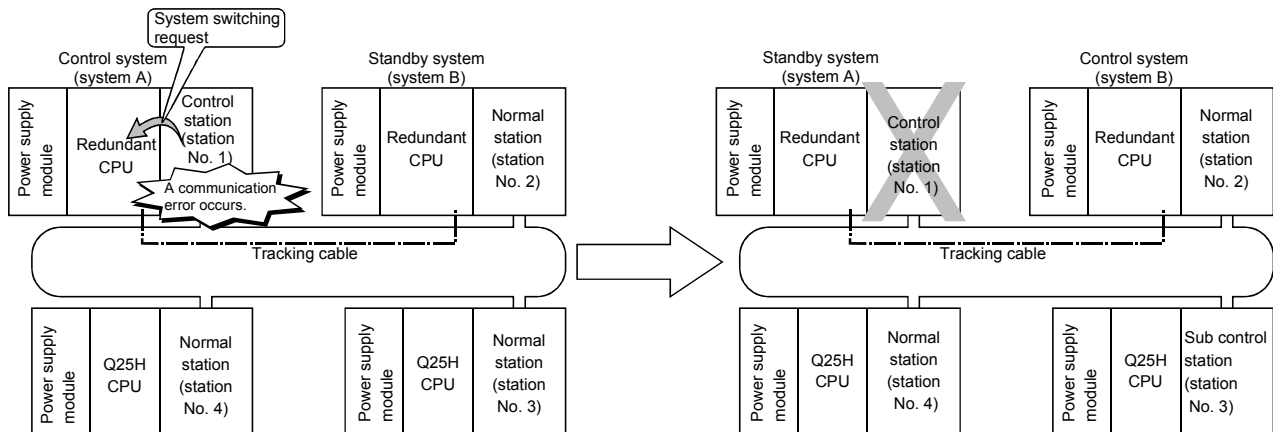 System switching
request
Control system
(system A)
Power supply
module
Redundant
CPU
Control
station
(station
No. 1)
A communication
error occurs.
Standby system
(system B)
Power supply
module
Redundant
CPU
Normal
station
(station
No. 2)
Tracking cable
Power supply
module
Q25H
CPU
Normal
station
(station
No. 4)
Power supply
module
Q25H
CPU
Normal
station
(station
No. 3)
Standby system
(system A)
Power supply
module
Redundant
CPU
Control
station
(station
No. 1)
Control system
(system B)
Power supply
module
Redundant
CPU
Normal
station
(station
No. 2)
Tracking cable
Power supply
module
Q25H
CPU
Normal
station
(station
No. 4)
Power supply
module
Q25H
CPU
Sub control
station
(station
No. 3)